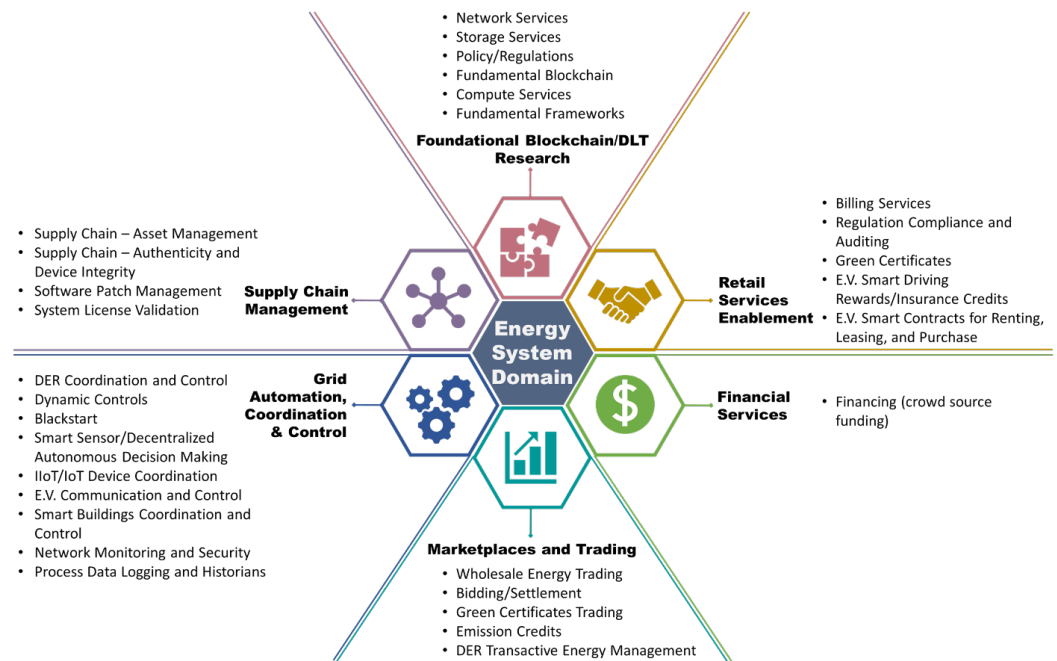 • Network Services
• Storage Services
• Policy/Regulations
• Fundamental Blockchain
• Compute Services
• Fundamental Frameworks
Foundational Blockchain/DLT
Research
• Supply Chain – Asset Management
• Supply Chain – Authenticity and
Device Integrity
• Software Patch Management
• System License Validation
Supply Chain
Management
Retail
Services
Enablement
• Billing Services
• Regulation Compliance and
Auditing
• Green Certificates
• E.V. Smart Driving
Rewards/Insurance Credits
• E.V. Smart Contracts for Renting,
Leasing, and Purchase
Energy
System
Domain
• DER Coordination and Control
• Dynamic Controls
• Blackstart
• Smart Sensor/Decentralized
Autonomous Decision Making
• IIoT/IoT Device Coordination
• E.V. Communication and Control
• Smart Buildings Coordination and
Control
• Network Monitoring and Security
• Process Data Logging and Historians
Grid
Automation,
Coordination
& Control
$
Financial
Services
• Financing (crowd source
funding)
Marketplaces and Trading
• Wholesale Energy Trading
• Bidding/Settlement
• Green Certificates Trading
• Emission Credits
• DER Transactive Energy Management